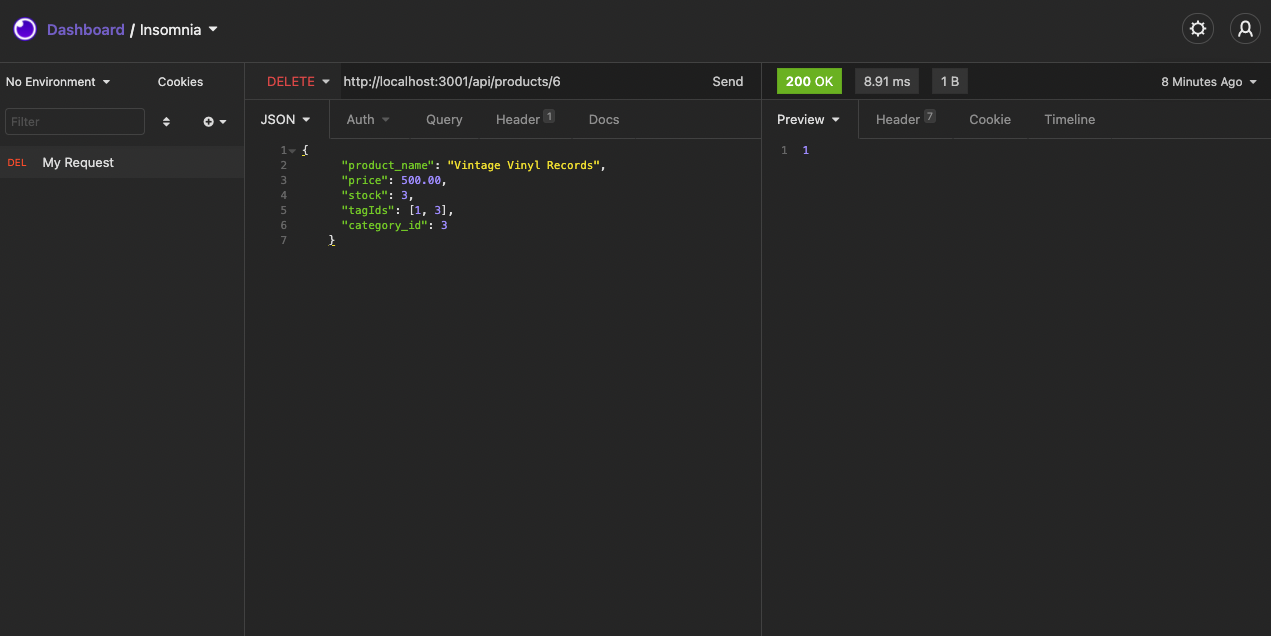 Dashboard / Insomnia
No Environment
Cookies
DELETE http://localhost:3001/api/products/6 Send
200 OK 8.91 ms 1 B 8 Minutes Ago
Filter
JSON Auth Query Header 1 Docs
Preview Header 7 Cookie Timeline
DEL My Request
1 {
2 "product_name": "Vintage Vinyl Records",
3 "price": 500.00,
4 "stock": 3,
5 "tagIds": [1, 3],
6 "category_id": 3
7 }
1 1